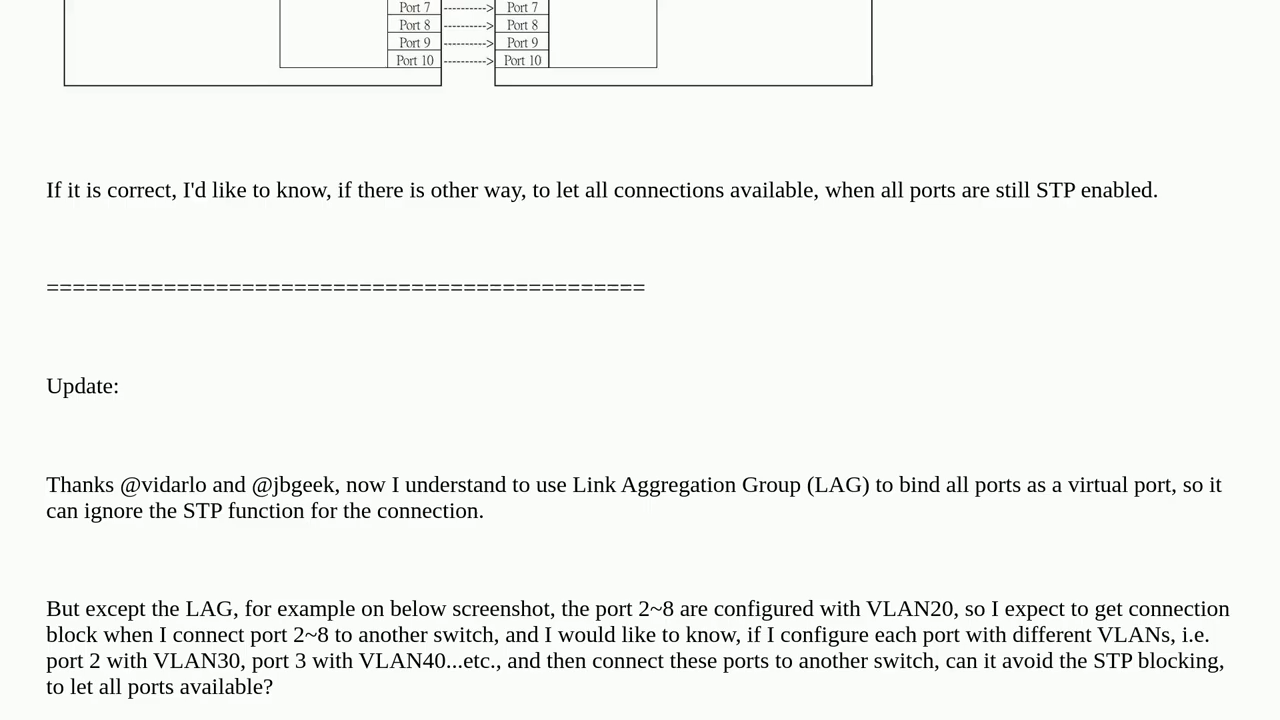 Port 7 ----------> Port 7
Port 8 ----------> Port 8
Port 9 ----------> Port 9
Port 10 ----------> Port 10
If it is correct, I'd like to know, if there is other way, to let all connections available, when all ports are still STP enabled.
==============================================
Update:
Thanks @vidarlo and @jbgeek, now I understand to use Link Aggregation Group (LAG) to bind all ports as a virtual port, so it
can ignore the STP function for the connection.
But except the LAG, for example on below screenshot, the port 2~8 are configured with VLAN20, so I expect to get connection
block when I connect port 2~8 to another switch, and I would like to know, if I configure each port with different VLANs, i.e.
port 2 with VLAN30, port 3 with VLAN40...etc., and then connect these ports to another switch, can it avoid the STP blocking,
to let all ports available?